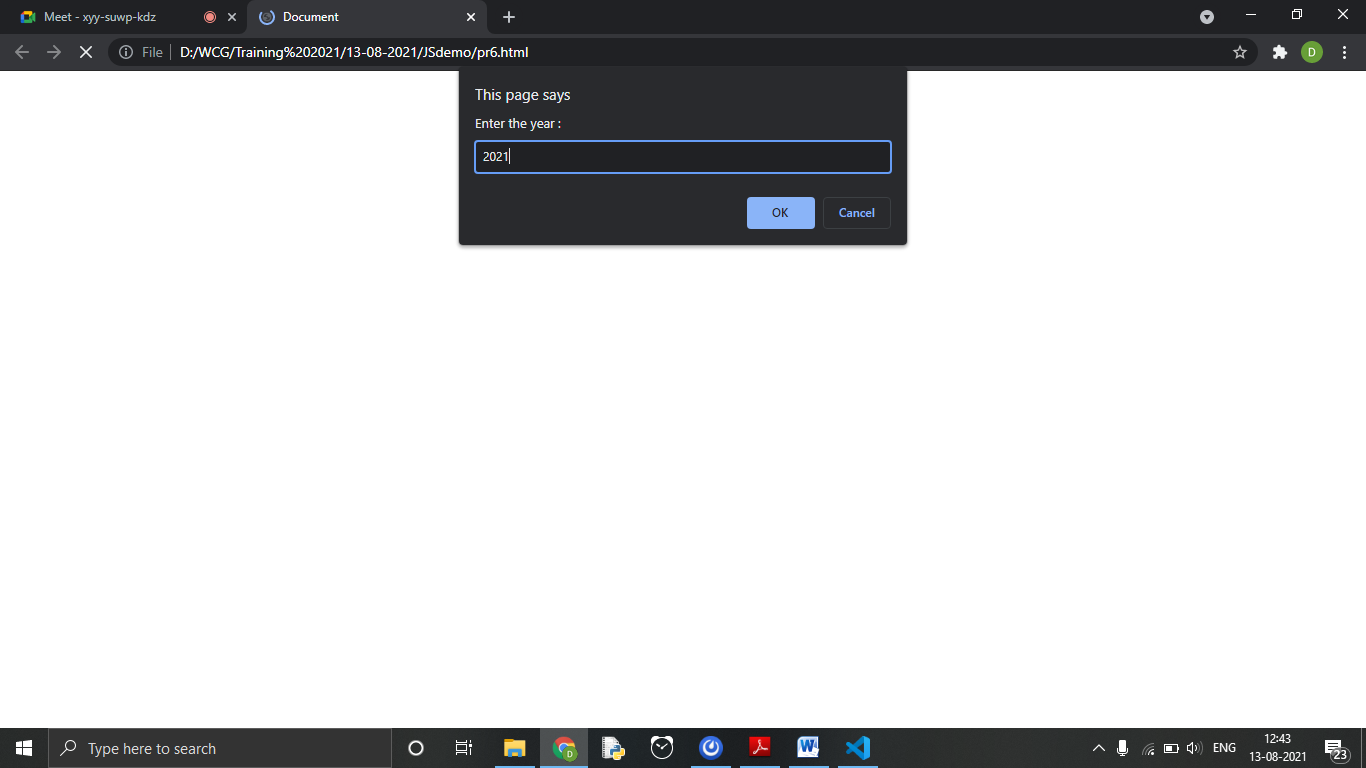 Meet - xyy-suwp-kdz
Document
File
D:/WCG/Training%202021/13-08-2021/JSdemo/pr6.html
D
This page says
Enter the year :
2021
OK
Cancel
Type here to search
D
W
ENG
12:43
13-08-2021
23